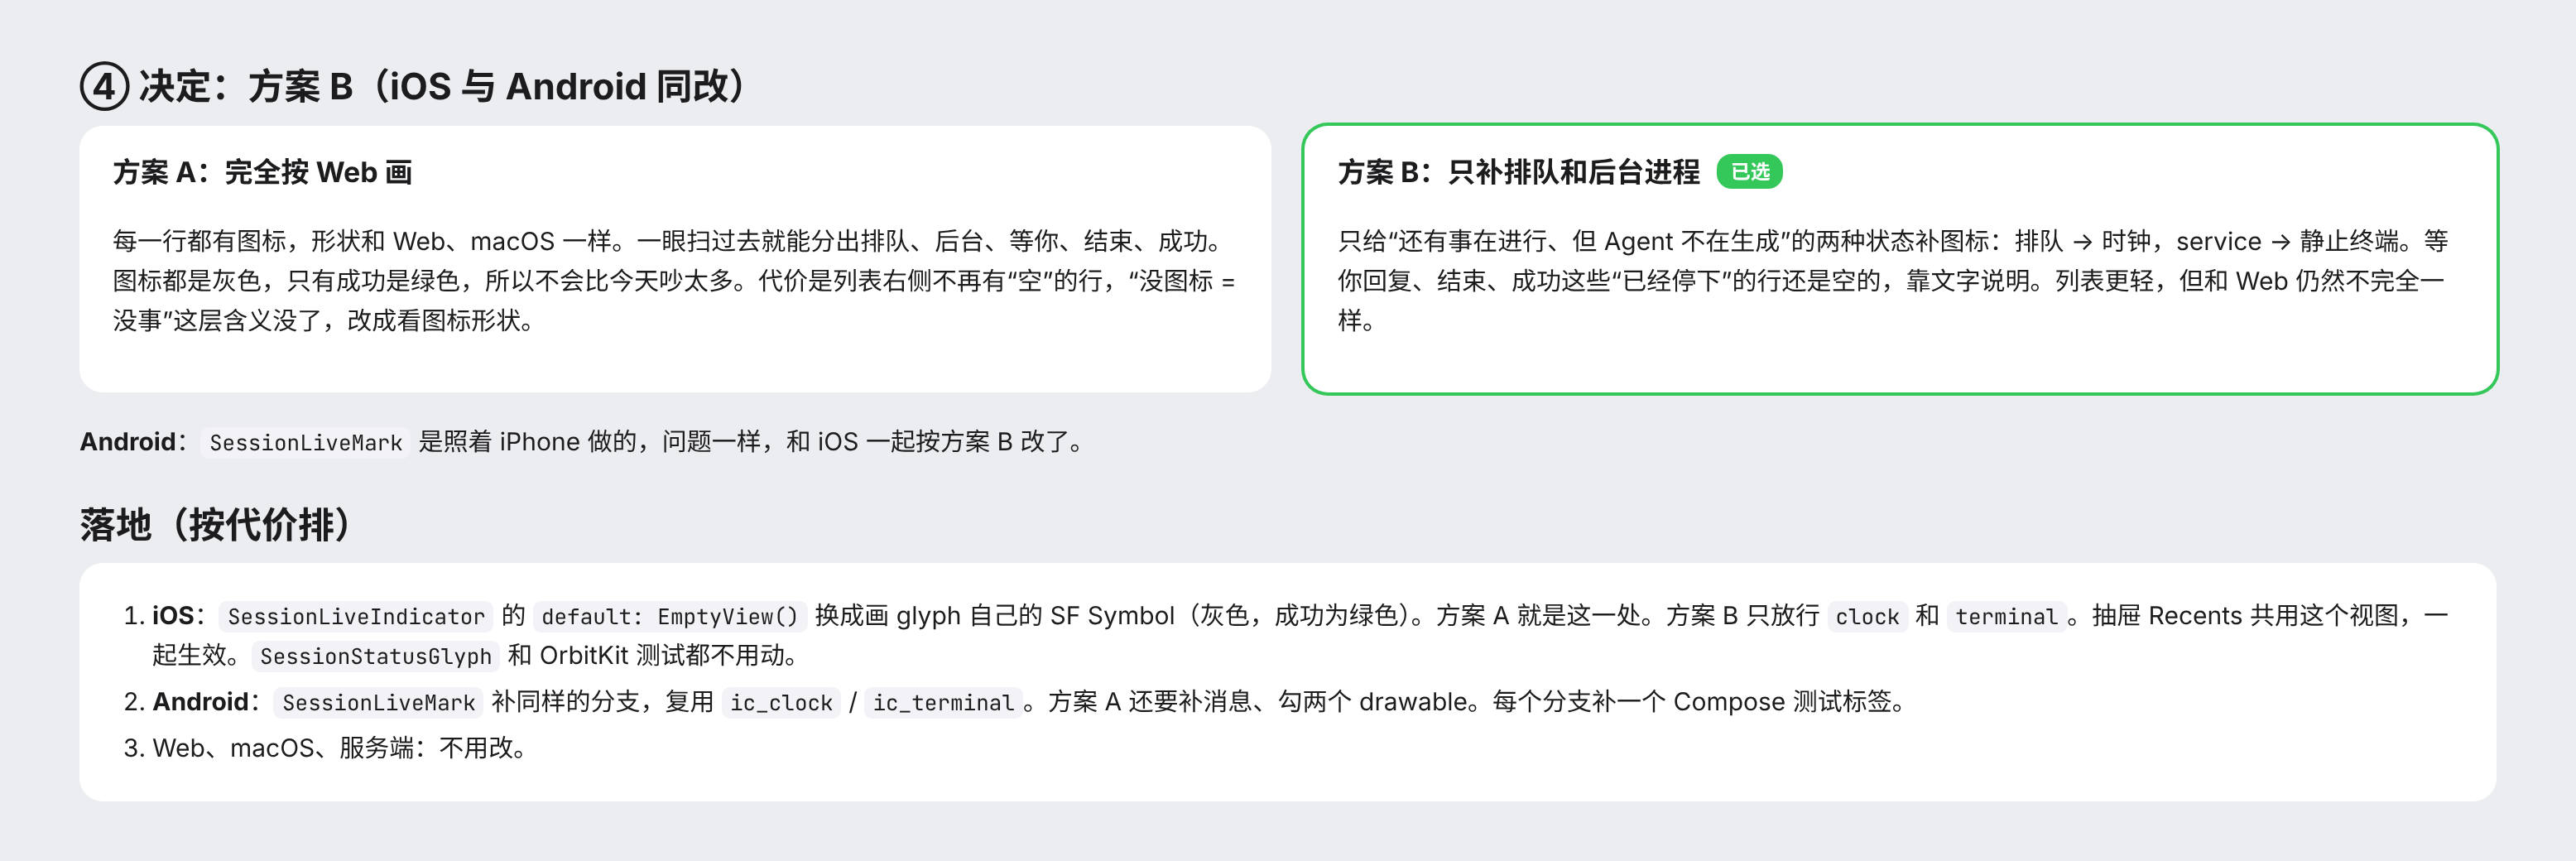 ④ 决定：方案 B（iOS 与 Android 同改）
方案 A：完全按 Web 画
每一行都有图标，形状和 Web、macOS 一样。一眼扫过去就能分出排队、后台、等你、结束、成功。
图标都是灰色，只有成功是绿色，所以不会比今天吵太多。代价是列表右侧不再有“空”的行，“没图标 =
没事”这层含义没了，改成看图标形状。
方案 B：只补排队和后台进程 已选
只给“还有事在进行、但 Agent 不在生成”的两种状态补图标：排队 → 时钟，service → 静止终端。等
你回复、结束、成功这些“已经停下”的行还是空的，靠文字说明。列表更轻，但和 Web 仍然不完全一
样。
Android：SessionLiveMark 是照着 iPhone 做的，问题一样，和 iOS 一起按方案 B 改了。
落地（按代价排）
1. iOS：SessionLiveIndicator 的 default: EmptyView() 换成画 glyph 自己的 SF Symbol（灰色，成功为绿色）。方案 A 就是这一处。方案 B 只放行 clock 和 terminal。抽屉 Recents 共用这个视图，一
起生效。SessionStatusGlyph 和 OrbitKit 测试都不用动。
2. Android：SessionLiveMark 补同样的分支，复用 ic_clock / ic_terminal。方案 A 还要补消息、勾两个 drawable。每个分支补一个 Compose 测试标签。
3. Web、macOS、服务端：不用改。